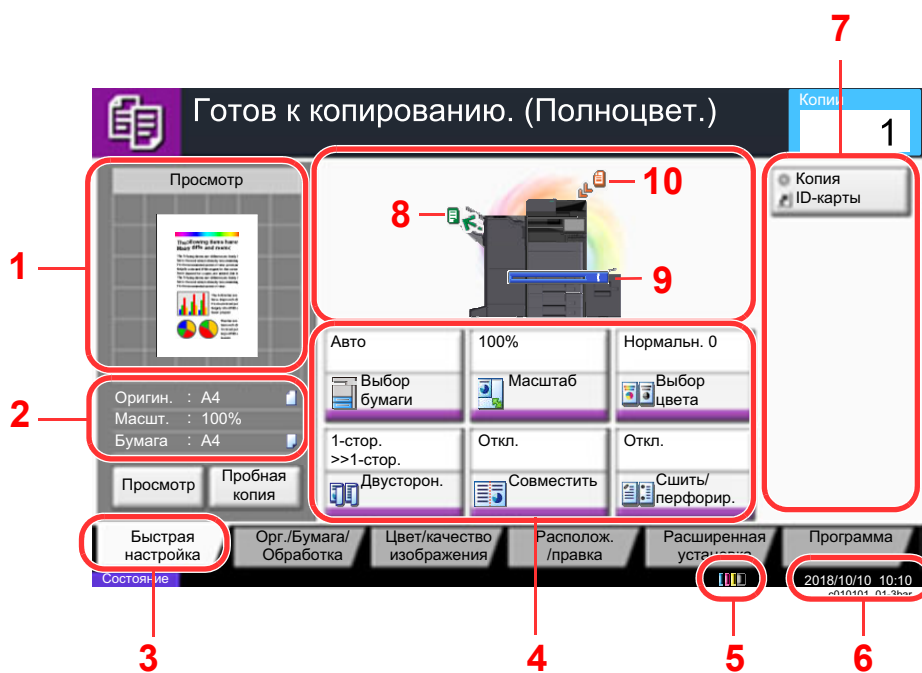 7
Готов к копированию. (Полноцвет.)
Копии
1
Просмотр
1
8
10
9
Копия
ID-карты
2
Оригин. : A4
Масшт. : 100%
Бумага : A4
Просмотр
Пробная
копия
Авто
Выбор
бумаги
100%
Масштаб
Нормальн. 0
Выбор
цвета
1-стор.
>>1-стор.
Двусторон.
Откл.
Совместить
Откл.
Сшить/
перфорир.
Быстрая
настройка
Орг./Бумага/
Обработка
Цвет/качество
изображения
Располож.
/правка
Расширенная
установка
Программа
Состояние
2018/10/10 10:10
3
4
5
6